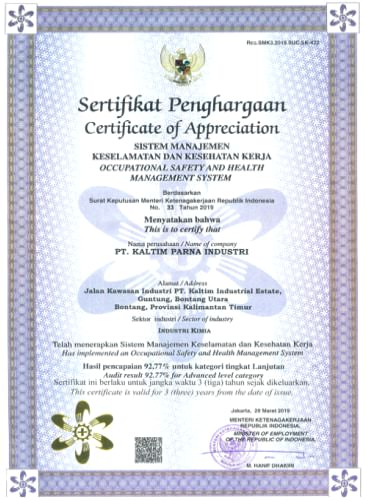 Reg.SMK3.2019.SUC.SK-422
Sertifikat Penghargaan
Certificate of Appreciation
SISTEM MANAJEMEN
KESELAMATAN DAN KESEHATAN KERJA
OCCUPATIONAL SAFETY AND HEALTH
MANAGEMENT SYSTEM
Berdasarkan
Surat Keputusan Menteri Ketenagakerjaan Republik Indonesia
No. 33 Tahun 2019
Menyatakan bahwa
This is to certify that
Nama perusahaan / Name of company
PT. KALTIM PARNA INDUSTRI
Alamat / Address
Jalan Kawasan Industri PT. Kaltim Industrial Estate,
Guntung, Bontang Utara
Bontang, Provinsi Kalimantan Timur
Sektor industri / Sector of industry
INDUSTRI KIMIA
Telah menerapkan Sistem Manajemen Keselamatan dan Kesehatan Kerja
Has implemented an Occupational Safety and Health Management System
Hasil pencapaian 92,77% untuk kategori tingkat Lanjutan
Audit result 92.77% for Advanced level category
Sertifikat ini berlaku untuk jangka waktu 3 (tiga) tahun sejak dikeluarkan.
This certificate is valid for 3 (three) years from the date of issue.
Jakarta, 29 Maret 2019
MENTERI KETENAGAKERJAAN
REPUBLIK INDONESIA,
MINISTER OF EMPLOYMENT
OF THE REPUBLIC OF INDONESIA,
M. HANIF DHAKIRI